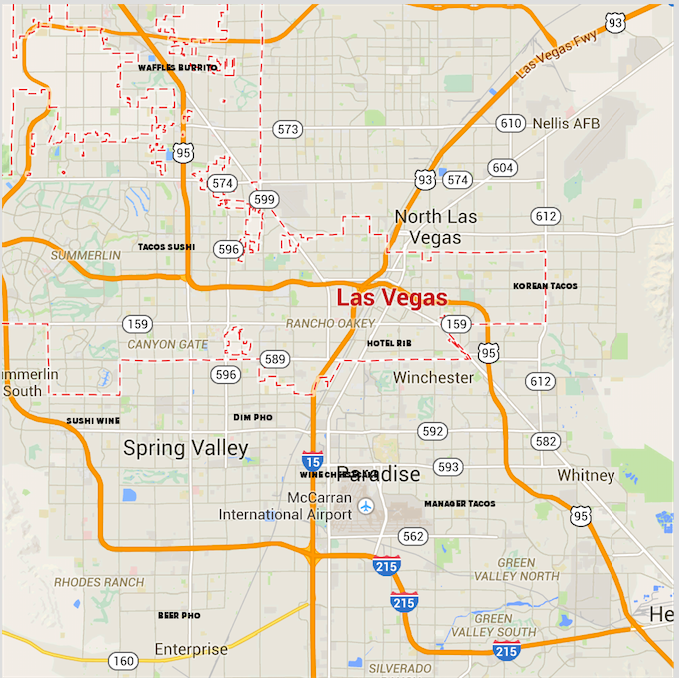 93
Las Vegas Fwy
WAFFLES BURRITO
573
610
Nellis AFB
95
604
574
93
574
599
612
North Las
Vegas
TACOS SUSHI
596
SUMMERLIN
KOREAN TACOS
Las Vegas
159
RANCHO OAKEY
159
CANYON GATE
HOTEL RIB
589
95
ummerlin
South
596
Winchester
612
SUSHI WINE
DIM PHO
592
582
Spring Valley
15
593
Paradise
Whitney
McCarran
International Airport
MANAGER TACOS
95
562
215
GREEN
VALLEY NORTH
RHODES RANCH
215
BEER PHO
He
GREEN
VALLEY SOUTH
Enterprise
160
215
SILVERADO